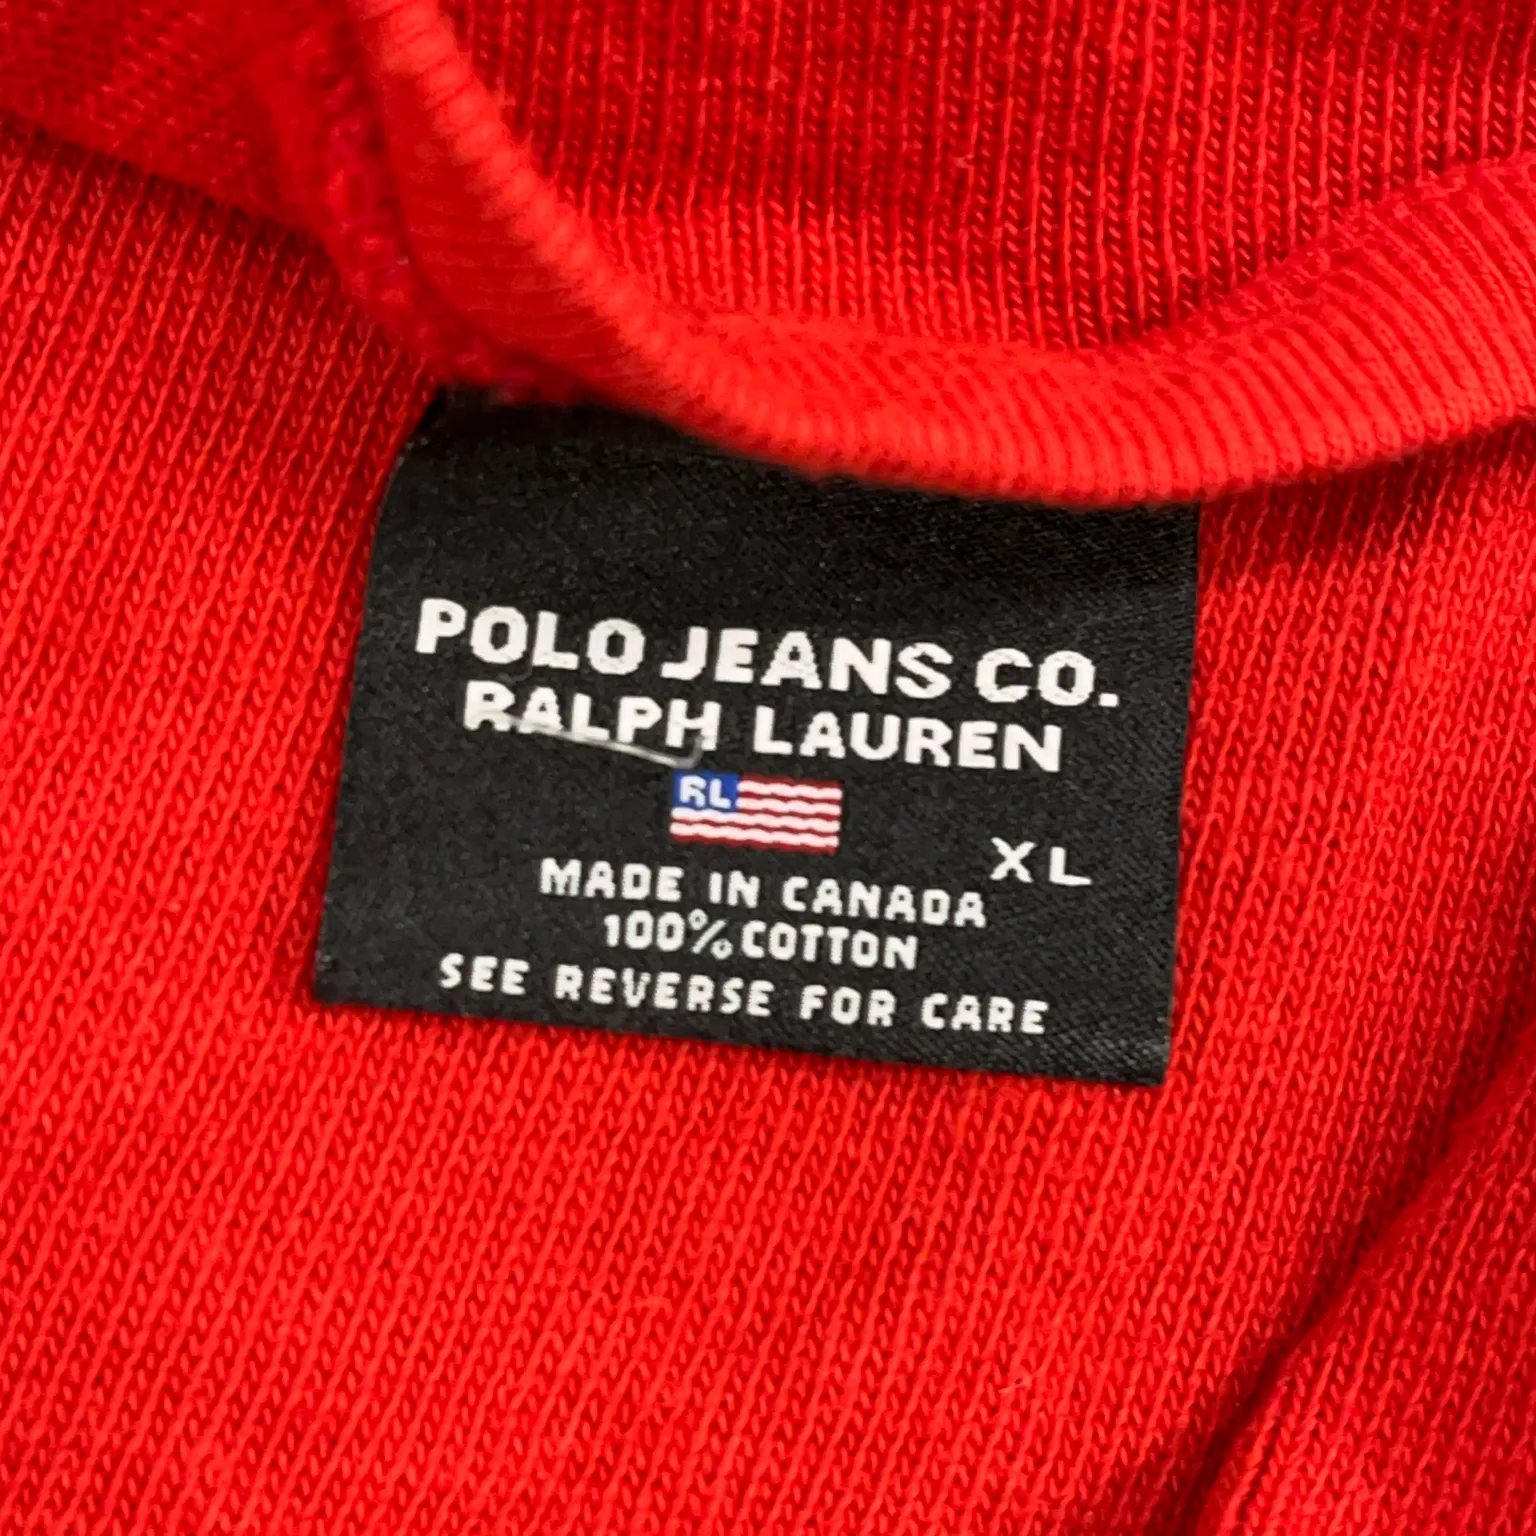 POLO JEANS CO.
RALPH LAUREN
RL
XL
MADE IN CANADA
100% COTTON
SEE REVERSE FOR CARE